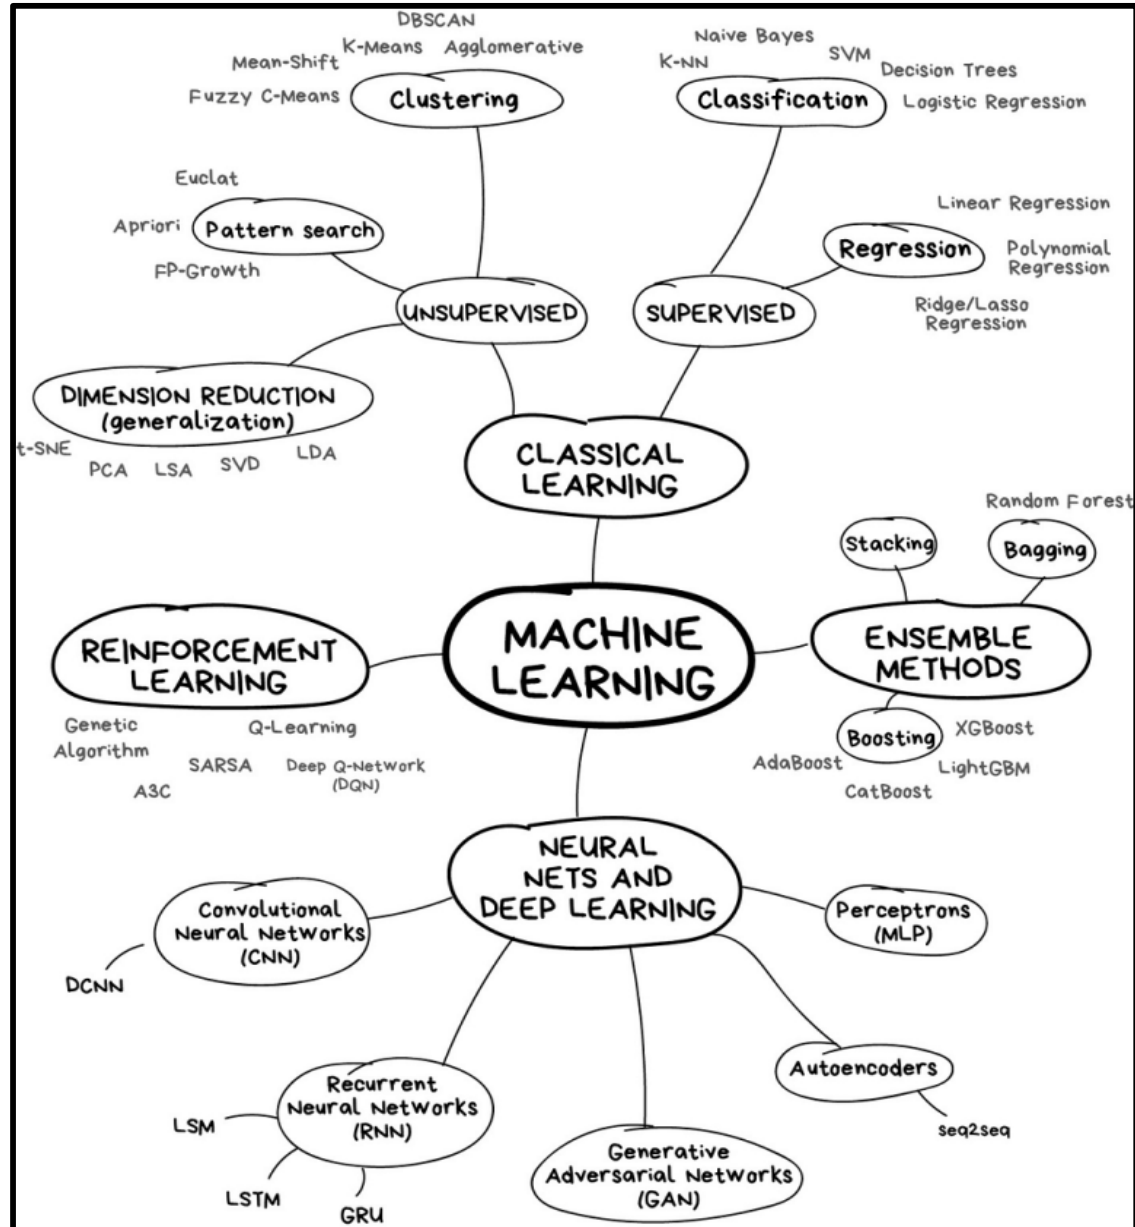 DBSCAN
K-Means
Agglomerative
Mean-Shift
Fuzzy C-Means
Clustering
Naive Bayes
K-NN
SVM
Decision Trees
Logistic Regression
Classification
Euclat
Apriori
Pattern search
FP-Growth
Linear Regression
Regression
Polynomial
Regression
Ridge/Lasso
Regression
UNSUPERVISED
SUPERVISED
DIMENSION REDUCTION
(generalization)
t-SNE
PCA
LSA
SVD
LDA
CLASSICAL
LEARNING
Random Forest
Stacking
Bagging
REINFORCEMENT
LEARNING
MACHINE
LEARNING
ENSEMBLE
METHODS
Genetic
Algorithm
Q-Learning
SARSA
Deep Q-Network
(DQN)
A3C
Boosting
XGBoost
AdaBoost
LightGBM
CatBoost
NEURAL
NETS AND
DEEP LEARNING
Convolutional
Neural Networks
(CNN)
DCNN
Perceptrons
(MLP)
Autoencoders
seq2seq
Recurrent
Neural Networks
(RNN)
LSM
LSTM
GRU
Generative
Adversarial Networks
(GAN)